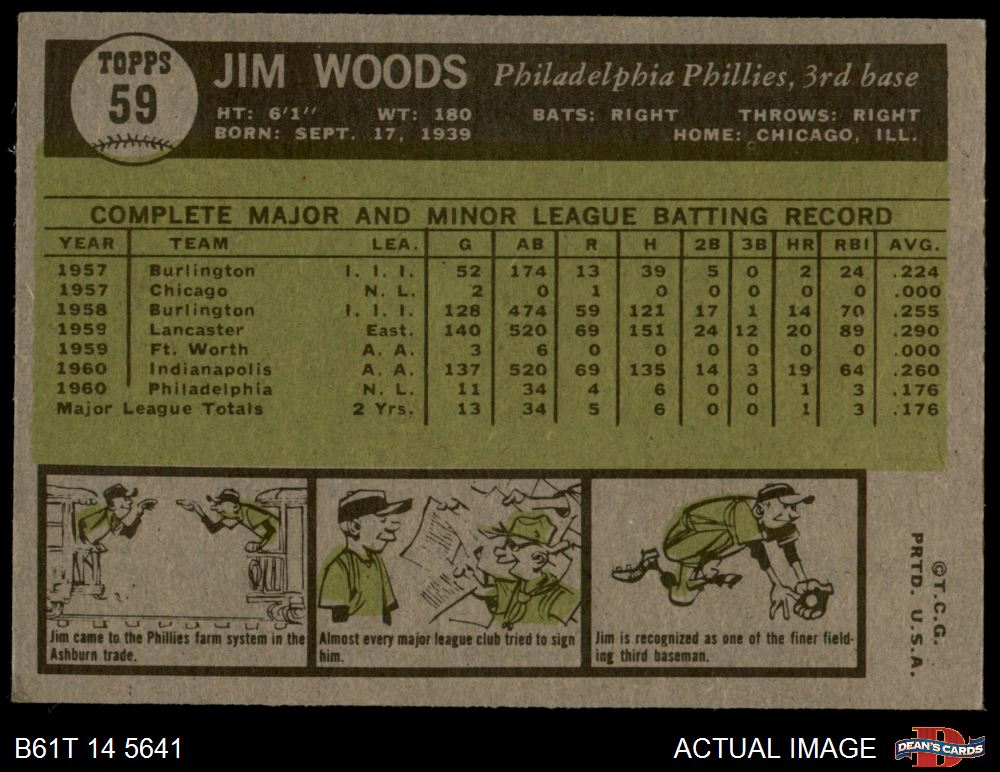 TOPPS
59
JIM WOODS Philadelphia Phillies, 3rd base
HT: 6'1" WT: 180 BATS: RIGHT THROWS: RIGHT
BORN: SEPT. 17, 1939 HOME: CHICAGO, ILL.
COMPLETE MAJOR AND MINOR LEAGUE BATTING RECORD
YEAR TEAM LEA. G AB R H 2B 3B HR RBI AVG.
1957 Burlington I. I. I. 52 174 13 39 5 0 2 24 .224
1957 Chicago N. L. 2 0 1 0 0 0 0 0 .000
1958 Burlington I. I. I. 128 474 59 121 17 1 14 70 .255
1959 Lancaster East. 140 520 69 151 24 12 20 89 .290
1959 Ft. Worth A. A. 3 6 0 0 0 0 0 0 .000
1960 Indianapolis A. A. 137 520 69 135 14 3 19 64 .260
1960 Philadelphia N. L. 11 34 4 6 0 0 1 3 .176
Major League Totals 2 Yrs. 13 34 5 6 0 0 1 3 .176
Jim came to the Phillies farm system in the
Ashburn trade.
Almost every major league club tried to sign
him.
Jim is recognized as one of the finer field-
ing third baseman.
©T.C.G.
PRTD. U.S.A.
B61T 14 5641
ACTUAL IMAGE
D
DEAN'S CARDS